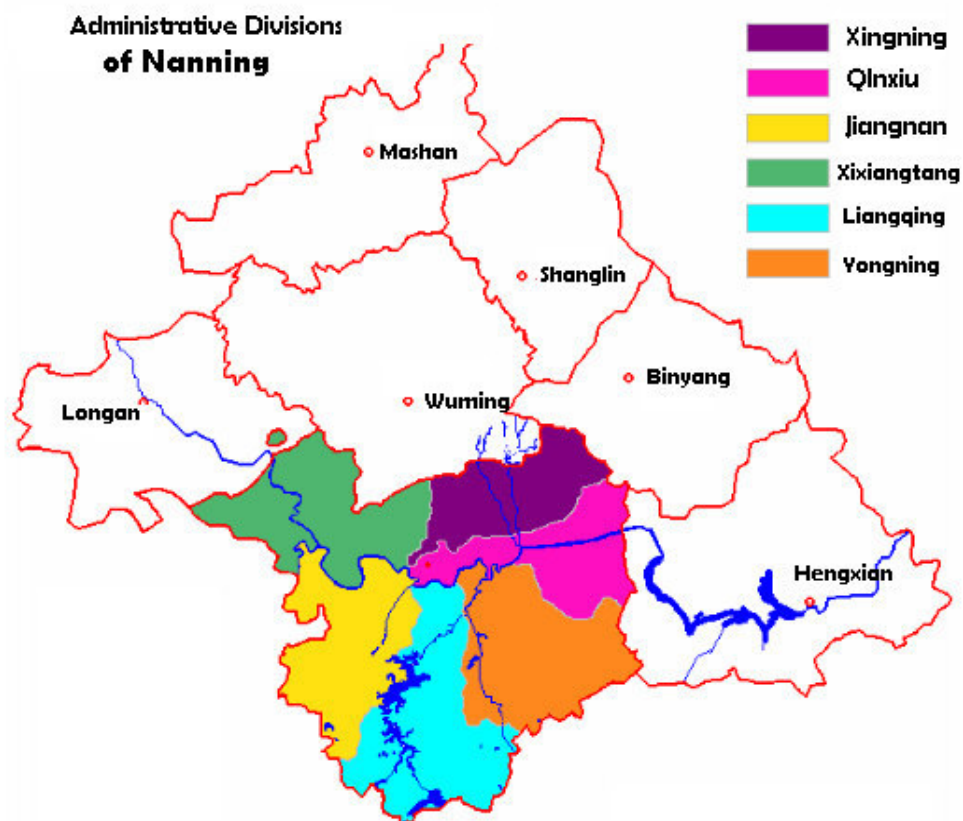 Administrative Divisions
of Nanning
Xingning
QInxiu
Jiangnan
Xixiangtang
Liangqing
Yongning
Mashan
Shanglin
Binyang
Wuming
Longan
Hengxian